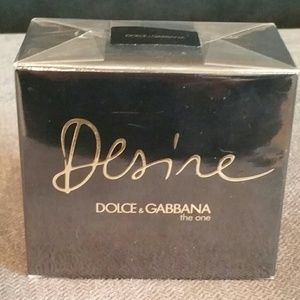 DOLCE & GABBANA
Desire
DOLCE & GABBANA
the one